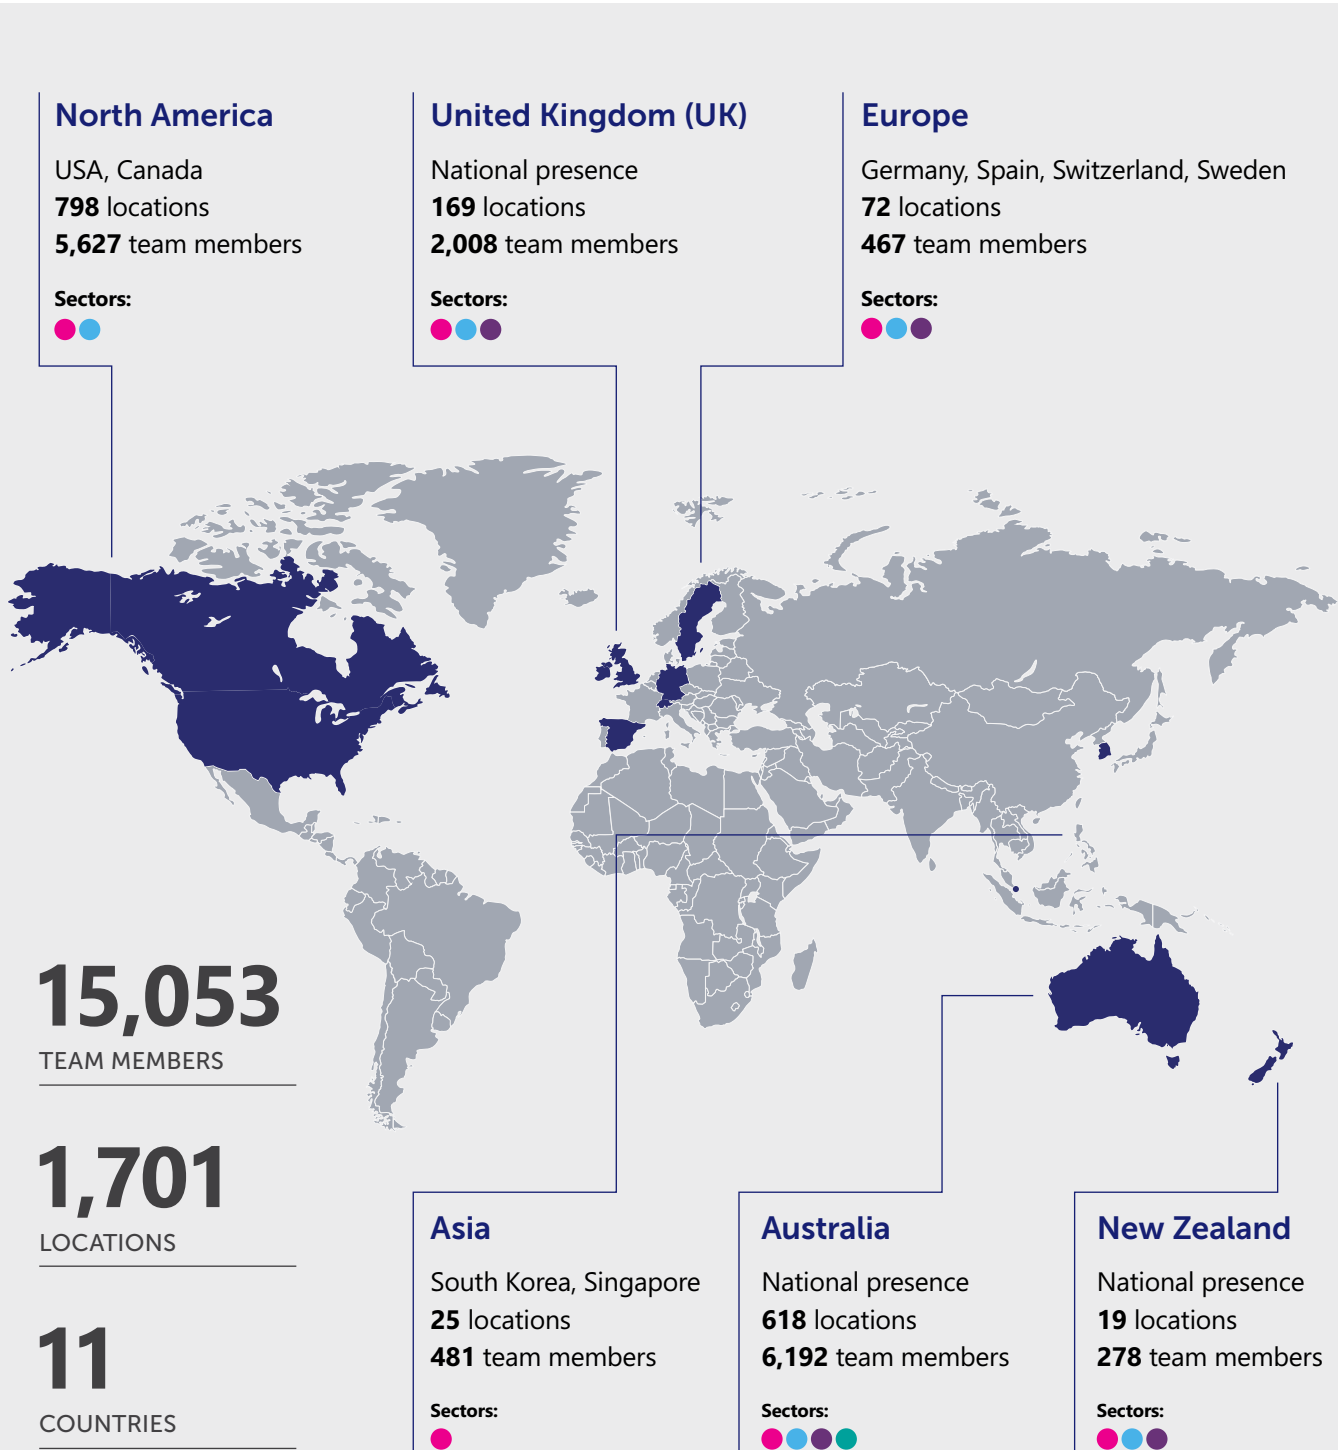 North America
USA, Canada
798 locations
5,627 team members
Sectors:
United Kingdom (UK)
National presence
169 locations
2,008 team members
Sectors:
Europe
Germany, Spain, Switzerland, Sweden
72 locations
467 team members
Sectors:
15,053
TEAM MEMBERS
1,701
LOCATIONS
11
COUNTRIES
Asia
South Korea, Singapore
25 locations
481 team members
Sectors:
Australia
National presence
618 locations
6,192 team members
Sectors:
New Zealand
National presence
19 locations
278 team members
Sectors: